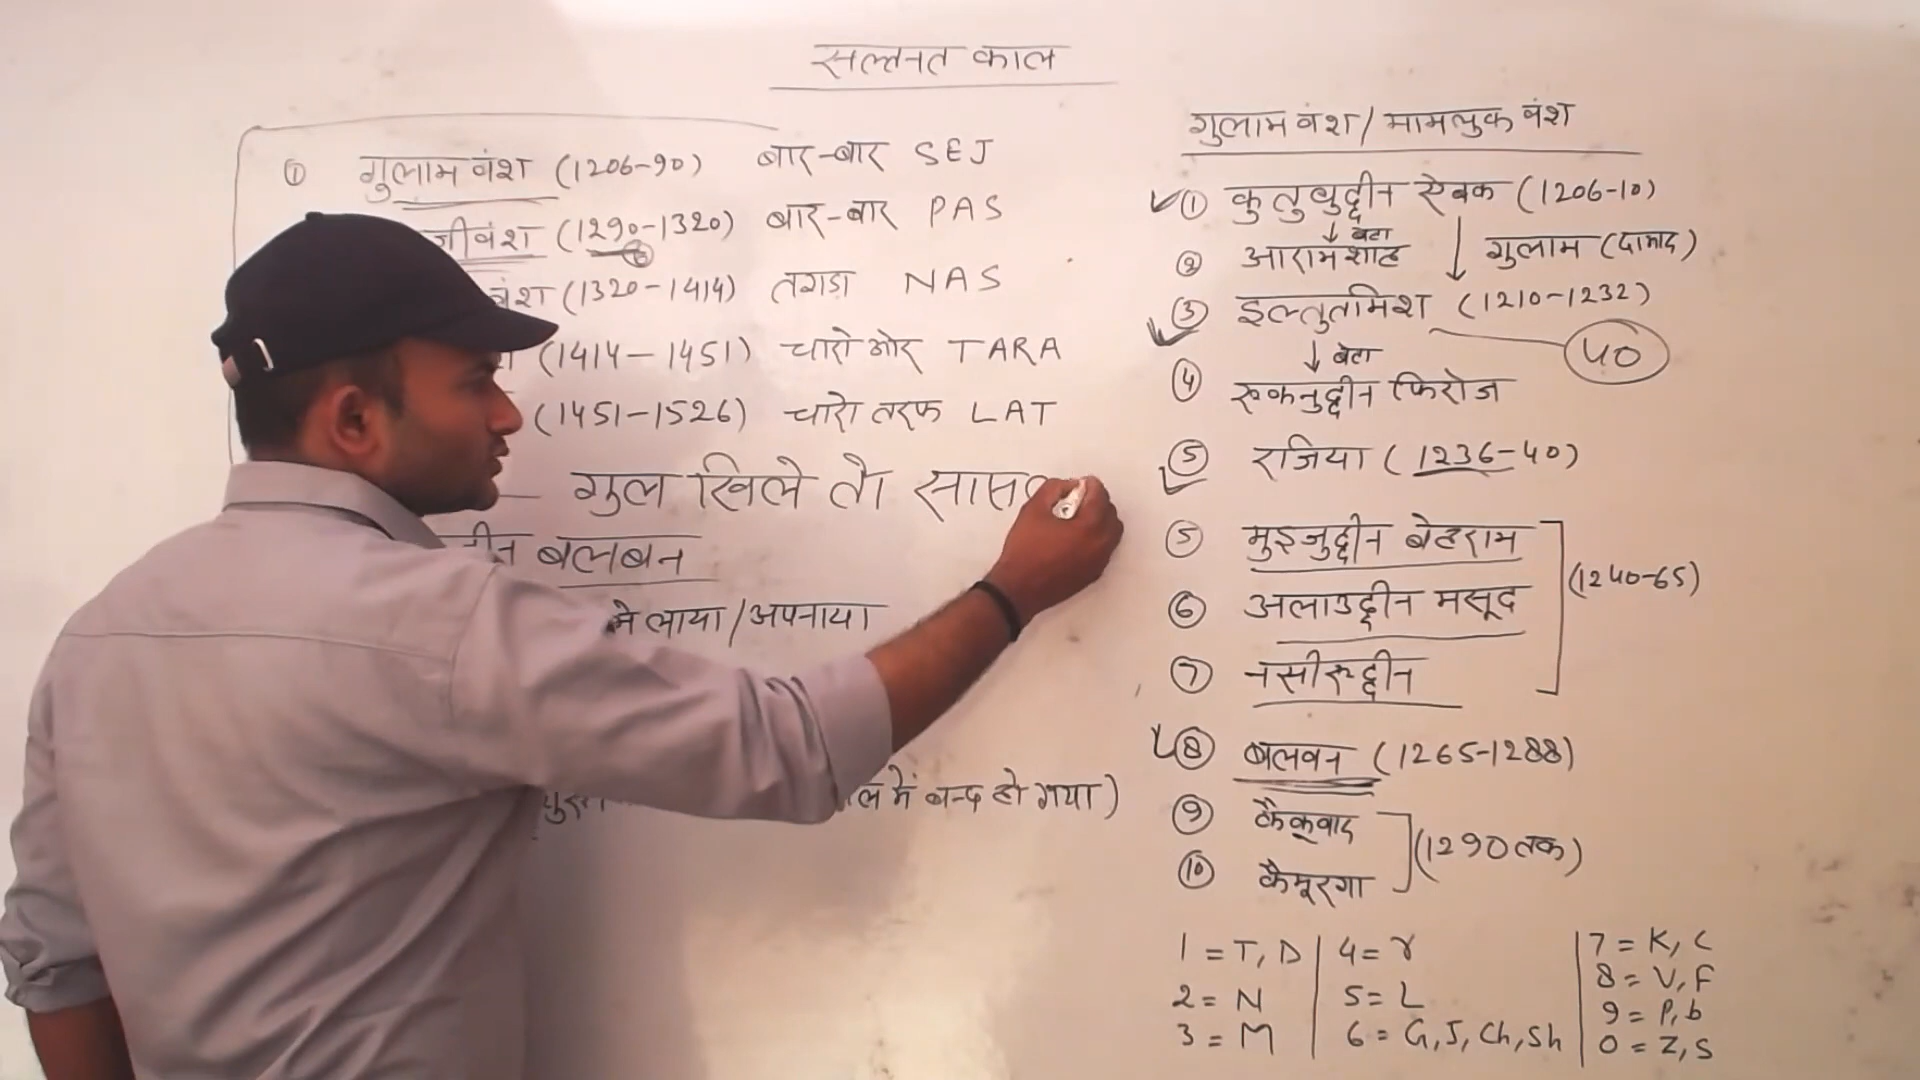 सल्तनत काल
① गुलाम वंश (1206-90) बार-बार SEJ
जीवंश (1290-1320) बार-बार PAS
वंश (1320-1414) तगड़ा NAS
(1414-1451) चारो ओर TARA
(1451-1526) चारो तरफ LAT
गुल खिले तो सास
बलबन
में लाया/अपनाया
में बन्द हो गया)
गुलाम वंश/मामलुक वंश
① कुतुबुद्दीन ऐबक (1206-10)
↓ बेटा
② आरामशाह ↓ गुलाम (दामाद)
③ इल्तुतमिश (1210-1232)
40
↓ बेटा
④ रूकनुद्दीन फिरोज
⑤ रजिया (1236-40)
⑤ मुइजुद्दीन बेहराम
⑥ अलाउद्दीन मसूद (1240-65)
⑦ नसीरूद्दीन
⑧ बलवन (1265-1288)
⑨ कैकूवाद
(1290 तक)
⑩ कैमूरगा
1 = T, D
2 = N
3 = M
4 = r
5 = L
6 = G, J, Ch, Sh
7 = K, C
8 = V, F
9 = P, b
0 = Z, S